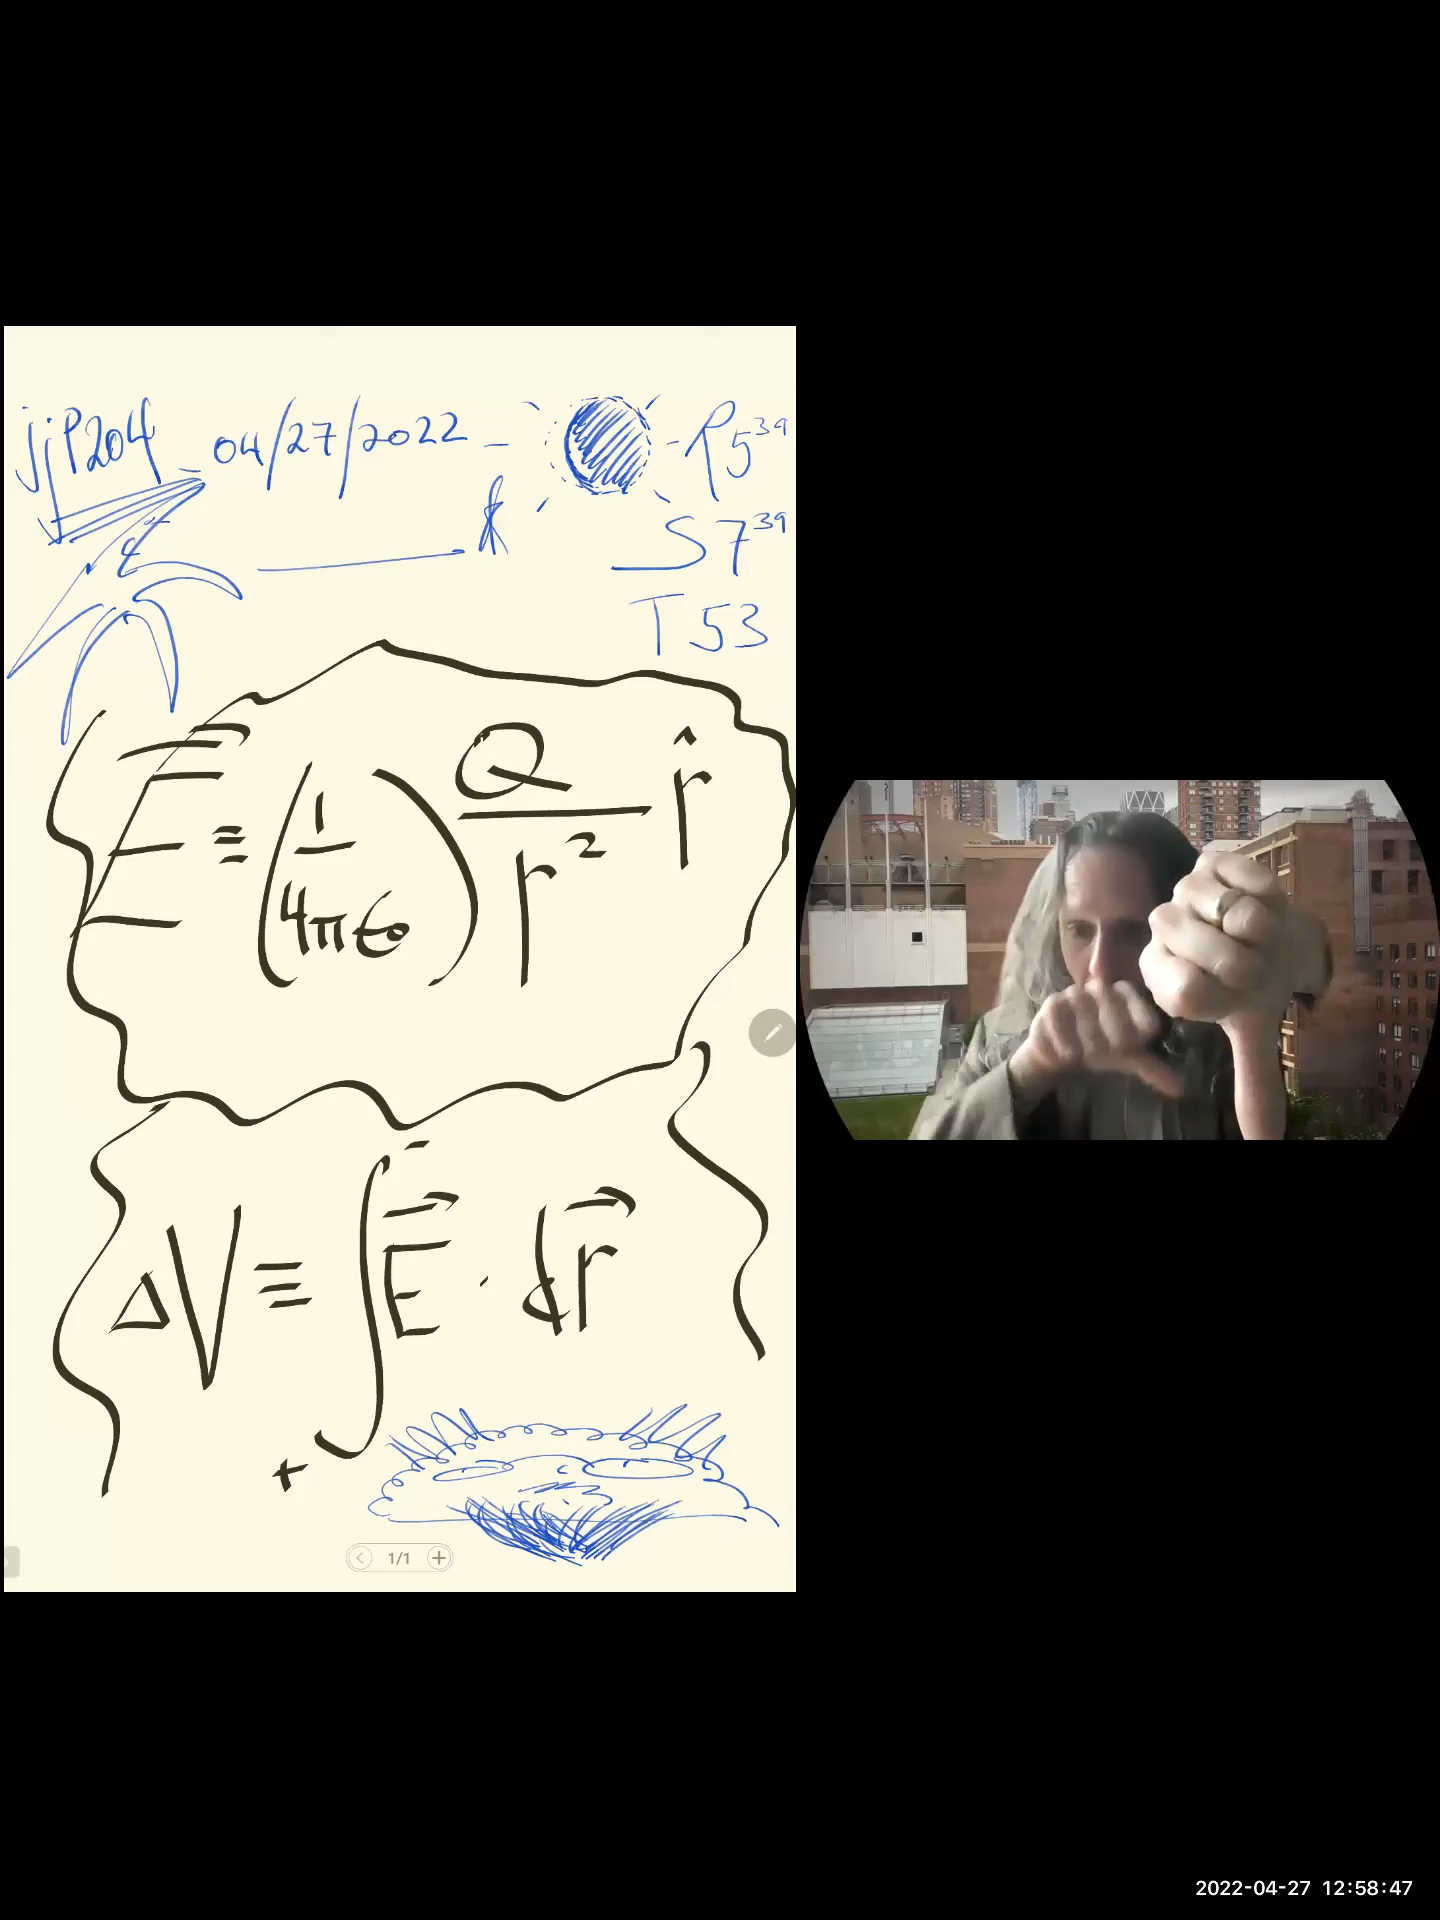 jjP204 - 04/27/2022 - - R5³⁹
S7³⁹
T53
E⃗ = (1/4πε₀) Q/r² r̂
ΔV ≡ ∫₊⁻ E⃗ · dr⃗
1/1
2022-04-27 12:58:47